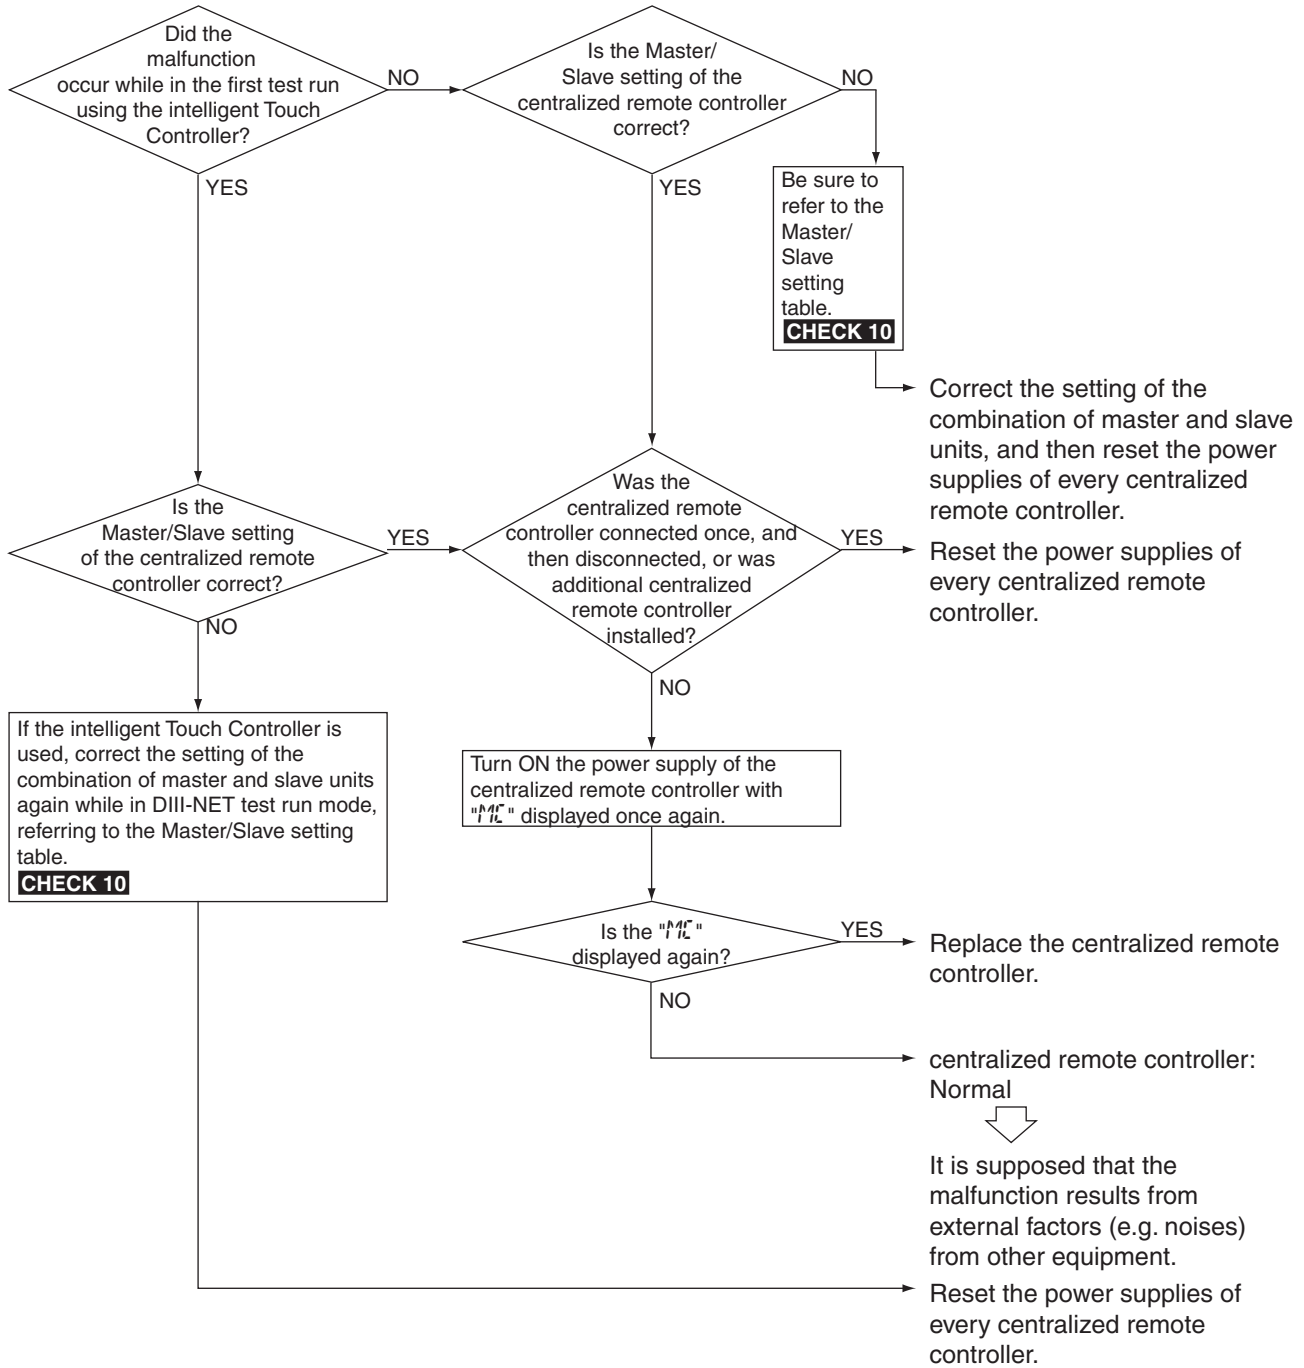 Did the
malfunction
occur while in the first test run
using the intelligent Touch
Controller?
NO
YES
Is the Master/
Slave setting of the
centralized remote controller
correct?
NO
YES
Be sure to
refer to the
Master/
Slave
setting
table.
CHECK 10
Correct the setting of the
combination of master and slave
units, and then reset the power
supplies of every centralized
remote controller.
Is the
Master/Slave setting
of the centralized remote
controller correct?
YES
NO
Was the
centralized remote
controller connected once, and
then disconnected, or was
additional centralized
remote controller
installed?
YES
NO
Reset the power supplies of
every centralized remote
controller.
If the intelligent Touch Controller is
used, correct the setting of the
combination of master and slave units
again while in DIII-NET test run mode,
referring to the Master/Slave setting
table.
CHECK 10
Turn ON the power supply of the
centralized remote controller with
"MC" displayed once again.
Is the "MC"
displayed again?
YES
NO
Replace the centralized remote
controller.
centralized remote controller:
Normal
It is supposed that the
malfunction results from
external factors (e.g. noises)
from other equipment.
Reset the power supplies of
every centralized remote
controller.